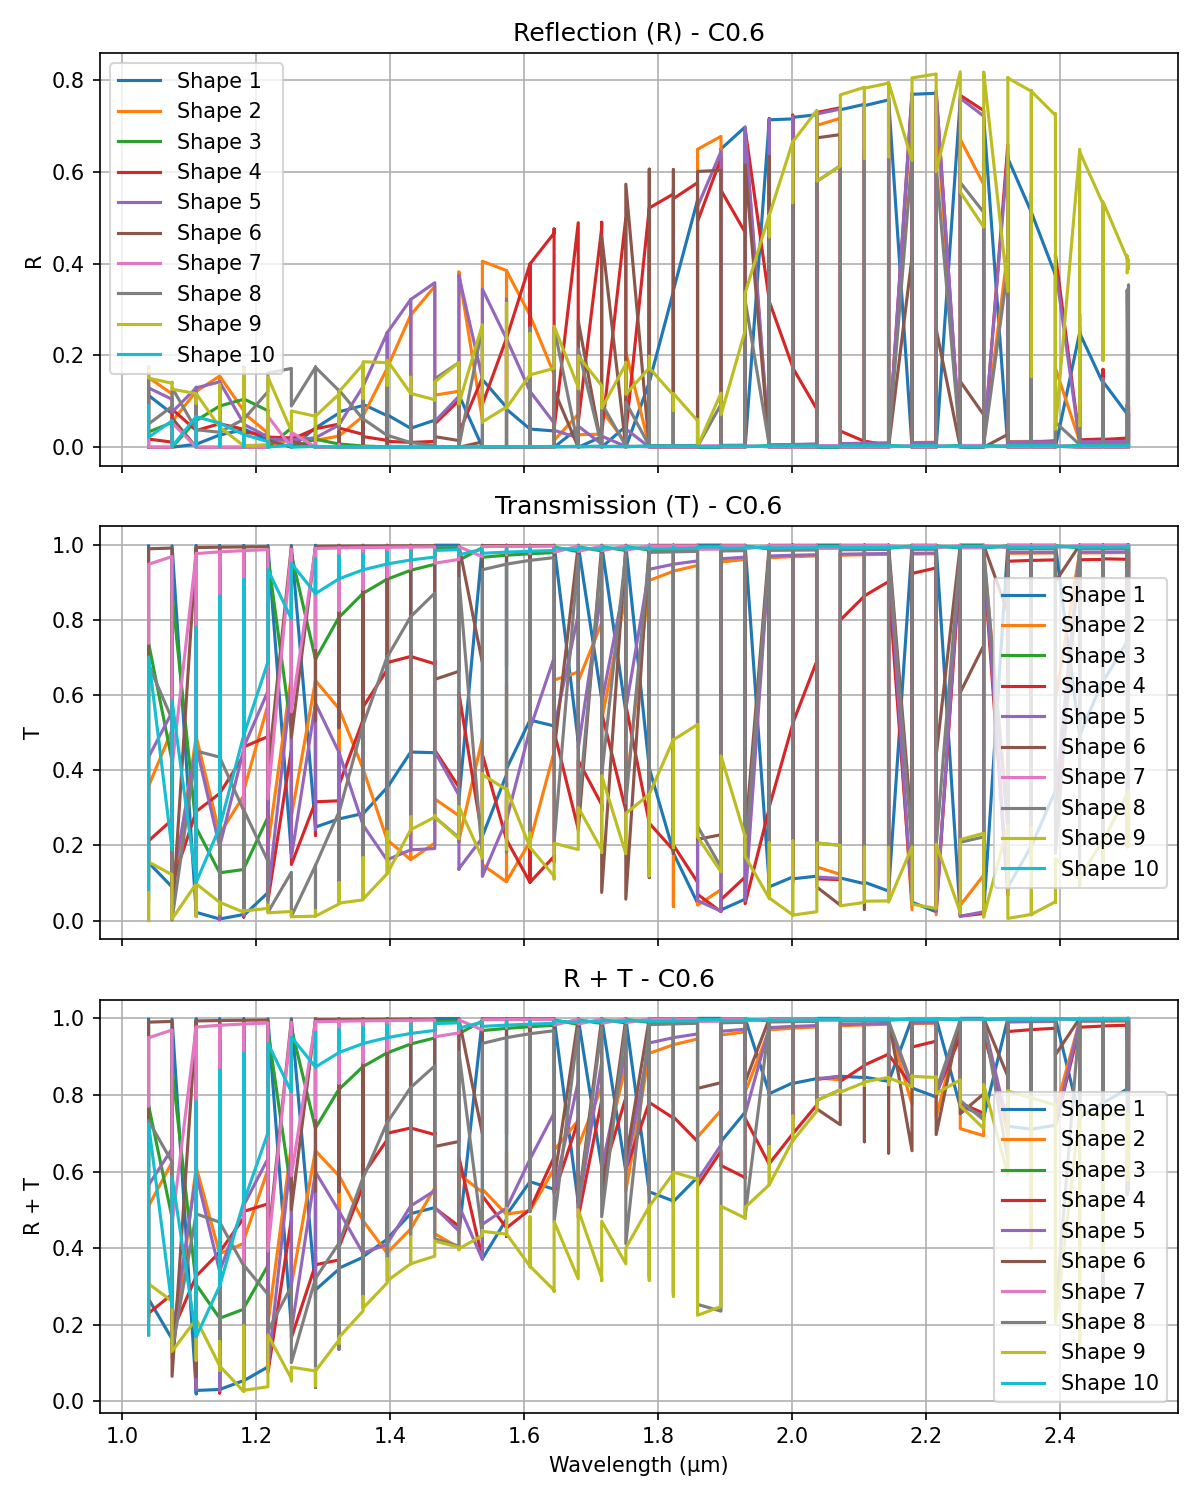 Reflection (R) - C0.6
R
0.8
0.6
0.4
0.2
0.0
Shape 1
Shape 2
Shape 3
Shape 4
Shape 5
Shape 6
Shape 7
Shape 8
Shape 9
Shape 10
Transmission (T) - C0.6
T
1.0
0.8
0.6
0.4
0.2
0.0
Shape 1
Shape 2
Shape 3
Shape 4
Shape 5
Shape 6
Shape 7
Shape 8
Shape 9
Shape 10
R + T - C0.6
R + T
1.0
0.8
0.6
0.4
0.2
0.0
Shape 1
Shape 2
Shape 3
Shape 4
Shape 5
Shape 6
Shape 7
Shape 8
Shape 9
Shape 10
1.0 1.2 1.4 1.6 1.8 2.0 2.2 2.4
Wavelength (μm)